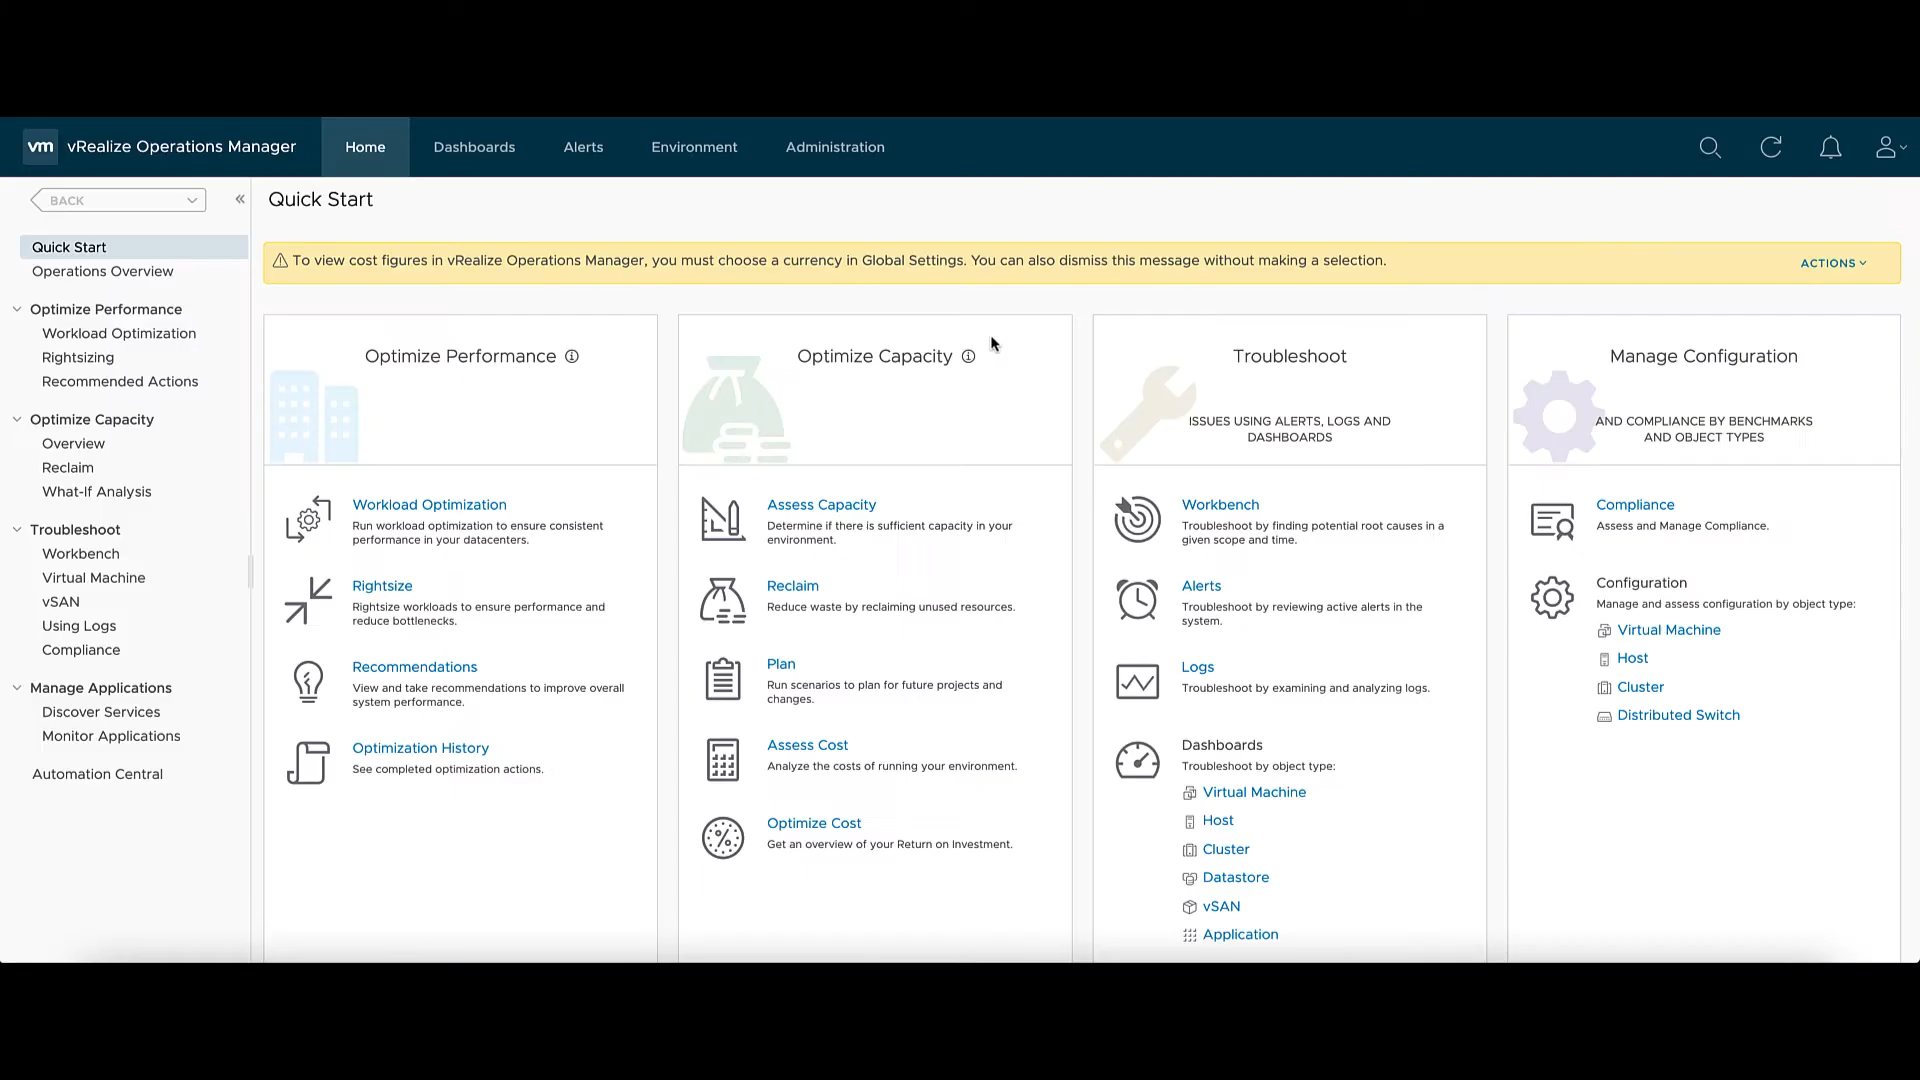 vm vRealize Operations Manager Home Dashboards Alerts Environment Administration
BACK
Quick Start
Operations Overview
Optimize Performance
Workload Optimization
Rightsizing
Recommended Actions
Optimize Capacity
Overview
Reclaim
What-If Analysis
Troubleshoot
Workbench
Virtual Machine
vSAN
Using Logs
Compliance
Manage Applications
Discover Services
Monitor Applications
Automation Central
Quick Start
To view cost figures in vRealize Operations Manager, you must choose a currency in Global Settings. You can also dismiss this message without making a selection.
ACTIONS
Optimize Performance
Workload Optimization
Run workload optimization to ensure consistent
performance in your datacenters.
Rightsize
Rightsize workloads to ensure performance and
reduce bottlenecks.
Recommendations
View and take recommendations to improve overall
system performance.
Optimization History
See completed optimization actions.
Optimize Capacity
Assess Capacity
Determine if there is sufficient capacity in your
environment.
Reclaim
Reduce waste by reclaiming unused resources.
Plan
Run scenarios to plan for future projects and
changes.
Assess Cost
Analyze the costs of running your environment.
Optimize Cost
Get an overview of your Return on Investment.
Troubleshoot
ISSUES USING ALERTS, LOGS AND
DASHBOARDS
Workbench
Troubleshoot by finding potential root causes in a
given scope and time.
Alerts
Troubleshoot by reviewing active alerts in the
system.
Logs
Troubleshoot by examining and analyzing logs.
Dashboards
Troubleshoot by object type:
Virtual Machine
Host
Cluster
Datastore
vSAN
Application
Manage Configuration
AND COMPLIANCE BY BENCHMARKS
AND OBJECT TYPES
Compliance
Assess and Manage Compliance.
Configuration
Manage and assess configuration by object type:
Virtual Machine
Host
Cluster
Distributed Switch